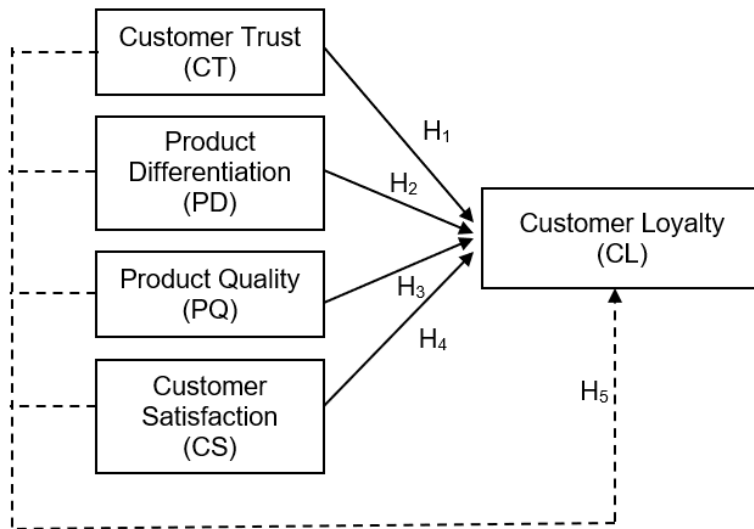 Customer Trust
(CT)
Product
Differentiation
(PD)
Product Quality
(PQ)
Customer
Satisfaction
(CS)
H₁
H₂
H₃
H₄
Customer Loyalty
(CL)
H₅